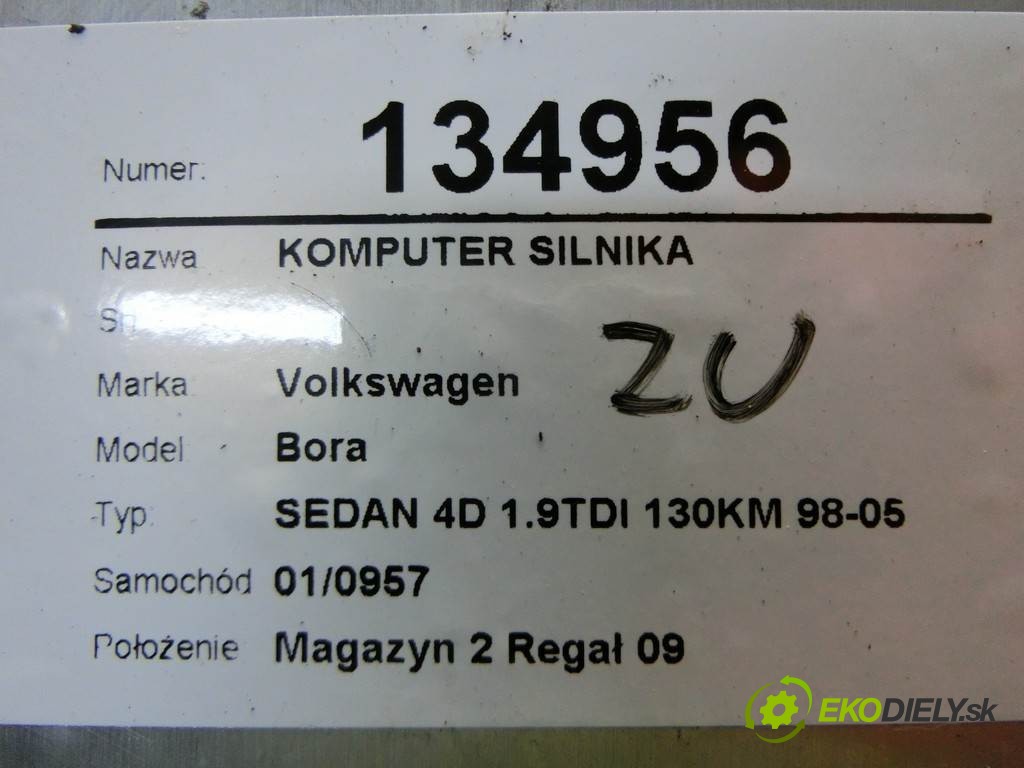 Numer: 134956
Nazwa KOMPUTER SILNIKA
ZU
Marka Volkswagen
Model Bora
Typ: SEDAN 4D 1.9TDI 130KM 98-05
Samochód 01/0957
Położenie Magazyn 2 Regał 09
EKODIELY.sk